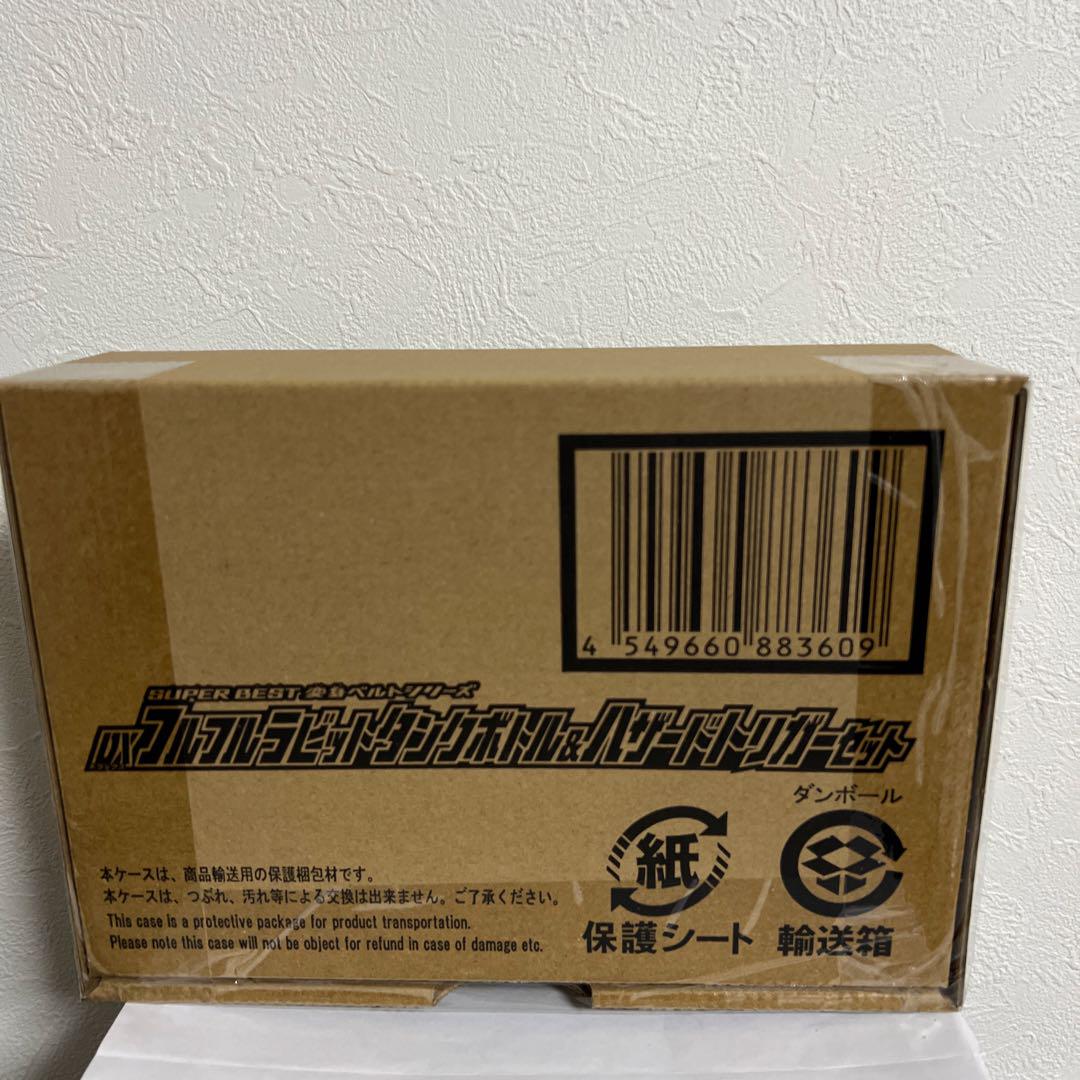 4 549660 883609
SUPER BEST 変身ベルトシリーズ
DXフルフルラビットタンクボトル&ハザードトリガーセット
ダンボール
紙
保護シート
輸送箱
本ケースは、商品輸送用の保護梱包材です。
本ケースは、つぶれ、汚れ等による交換は出来ません。ご了承ください。
This case is a protective package for product transportation.
Please note this case will not be object for refund in case of damage etc.